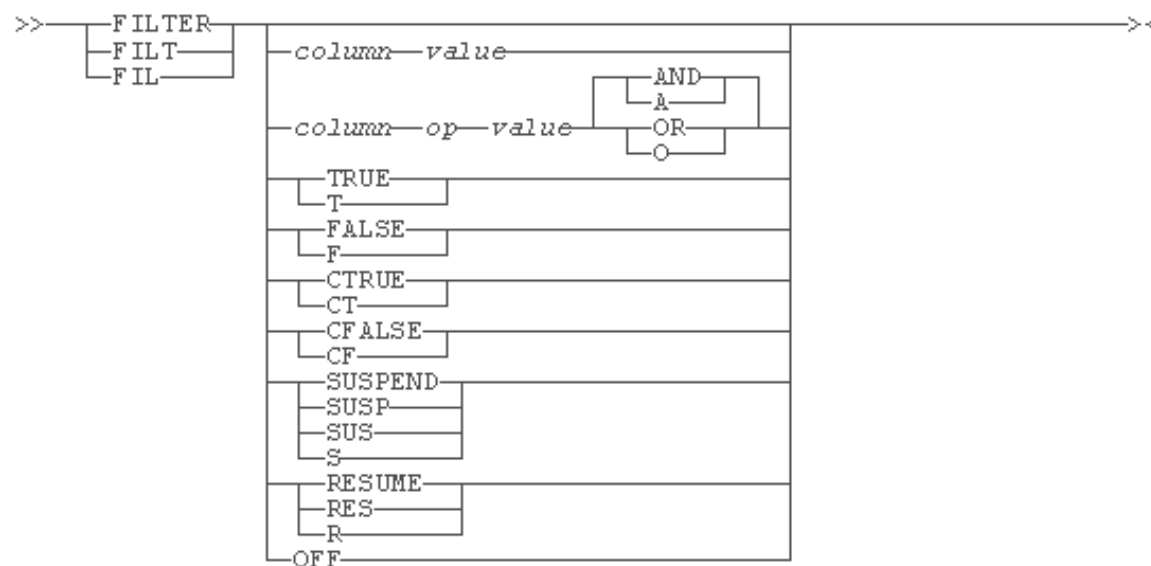 >> FILTER ><
FILT column value
FIL AND
A
column op value OR
O
TRUE
T
FALSE
F
CTRUE
CT
CFALSE
CF
SUSPEND
SUSP
SUS
S
RESUME
RES
R
OFF